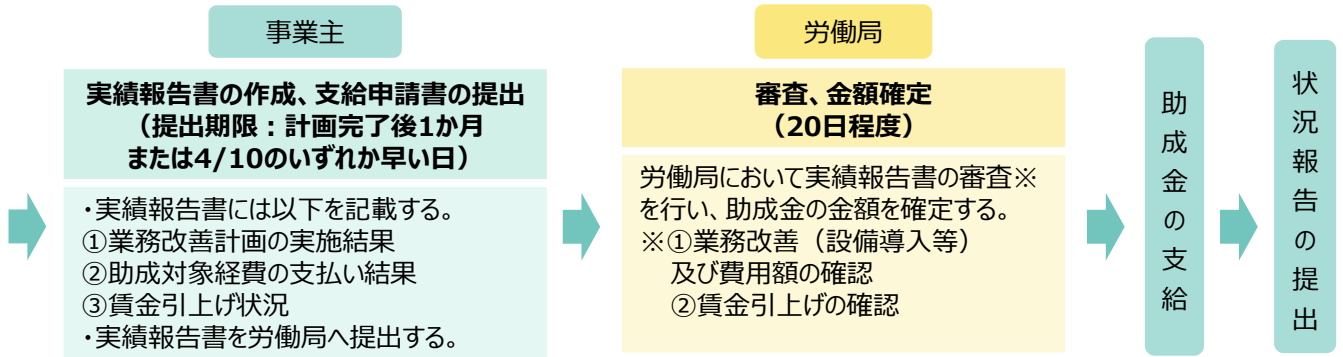 事業主
実績報告書の作成、支給申請書の提出
（提出期限：計画完了後1か月
または4/10のいずれか早い日）
・実績報告書には以下を記載する。
①業務改善計画の実施結果
②助成対象経費の支払い結果
③賃金引上げ状況
・実績報告書を労働局へ提出する。
労働局
審査、金額確定
（20日程度）
労働局において実績報告書の審査※
を行い、助成金の金額を確定する。
※①業務改善（設備導入等）
及び費用額の確認
②賃金引上げの確認
助成金の支給
状況報告の提出